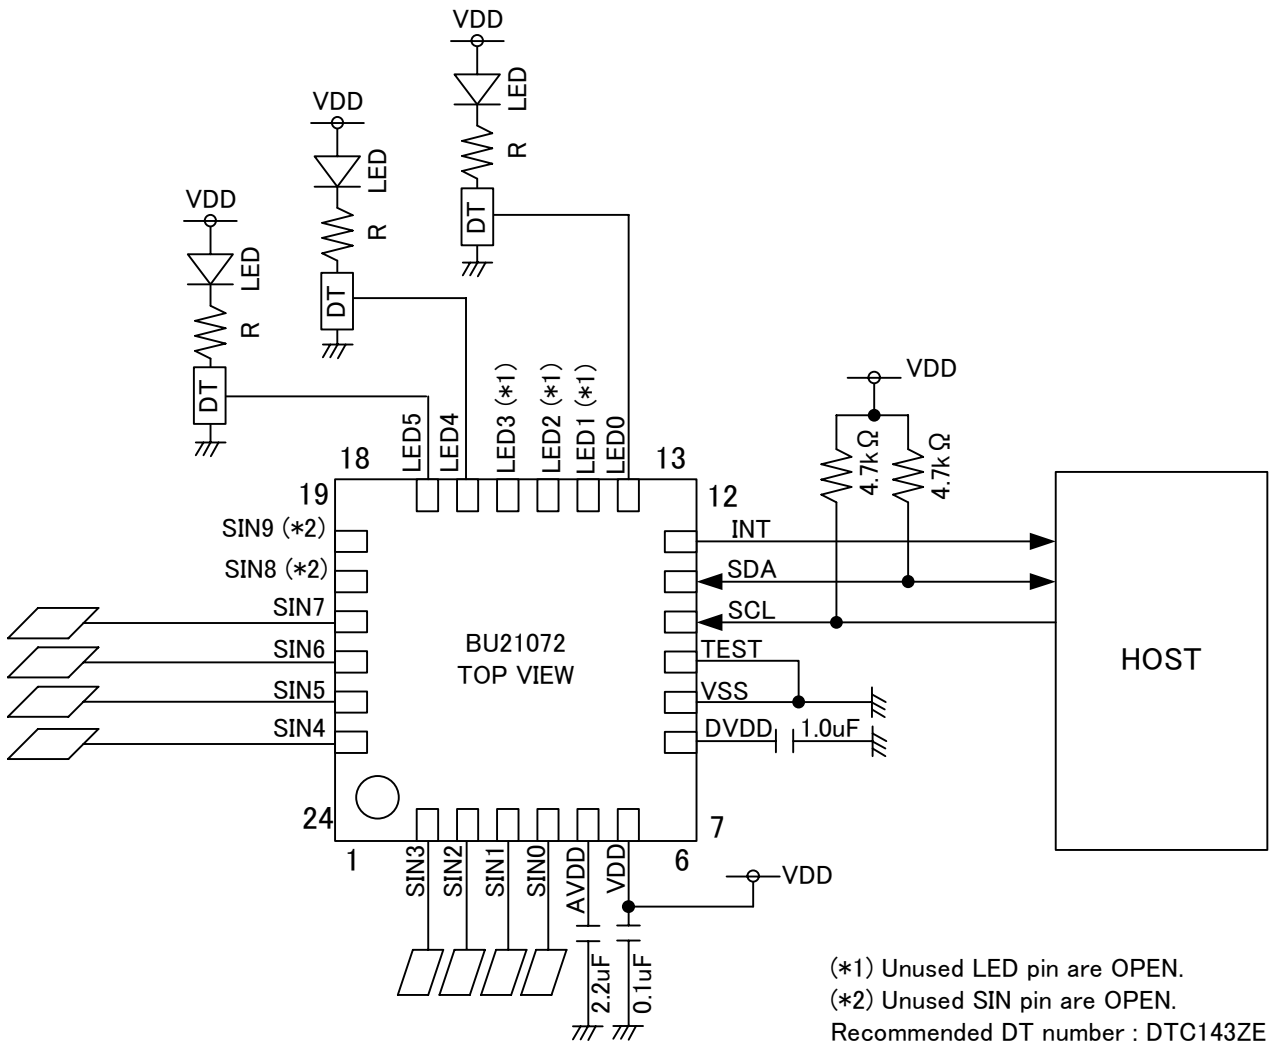 VDD
LED
R
DT
VDD
LED
R
DT
VDD
LED
R
DT
18
LED5
LED4
LED3 (*1)
LED2 (*1)
LED1 (*1)
LED0
13
VDD
4.7kΩ
4.7kΩ
19
12
SIN9 (*2)
SIN8 (*2)
SIN7
SIN6
SIN5
SIN4
BU21072
TOP VIEW
INT
SDA
SCL
TEST
VSS
DVDD
1.0uF
HOST
24
7
1
SIN3
SIN2
SIN1
SIN0
AVDD
VDD
6
VDD
2.2uF
0.1uF
(*1) Unused LED pin are OPEN.
(*2) Unused SIN pin are OPEN.
Recommended DT number : DTC143ZE